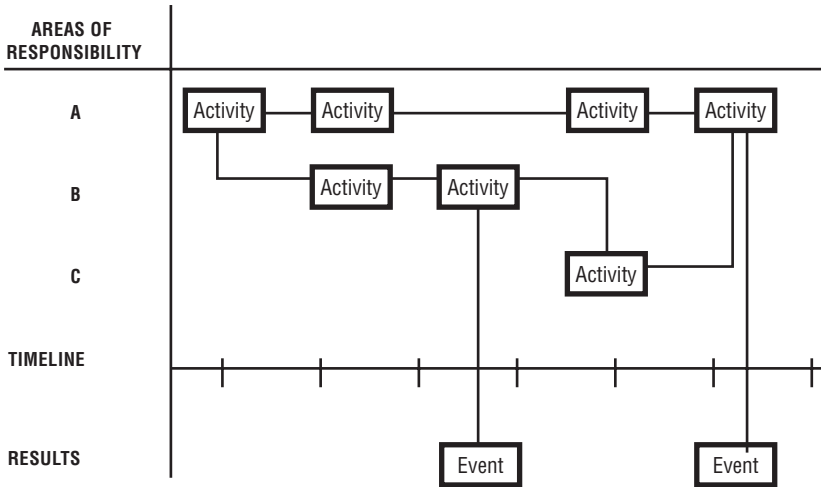 AREAS OF
RESPONSIBILITY
A
Activity Activity Activity Activity
B
Activity Activity
C
Activity
TIMELINE
RESULTS
Event Event